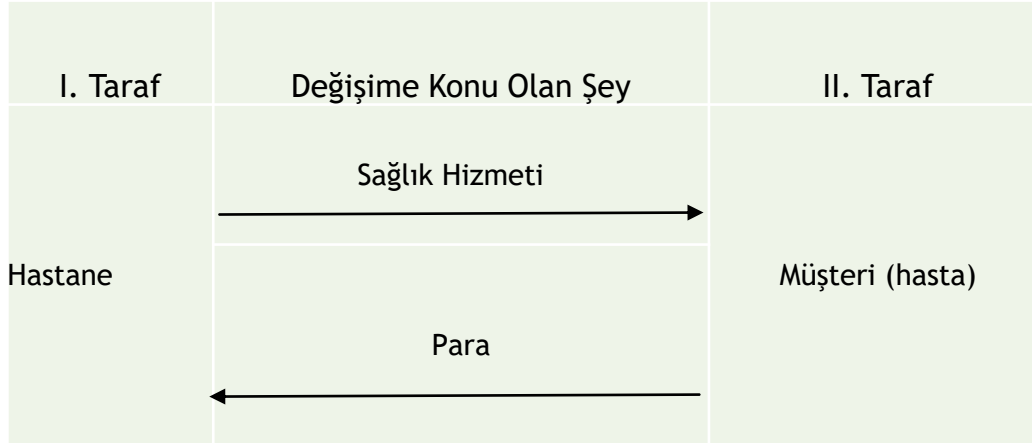 I. Taraf
Değişime Konu Olan Şey
II. Taraf
Sağlık Hizmeti
Hastane
Müşteri (hasta)
Para